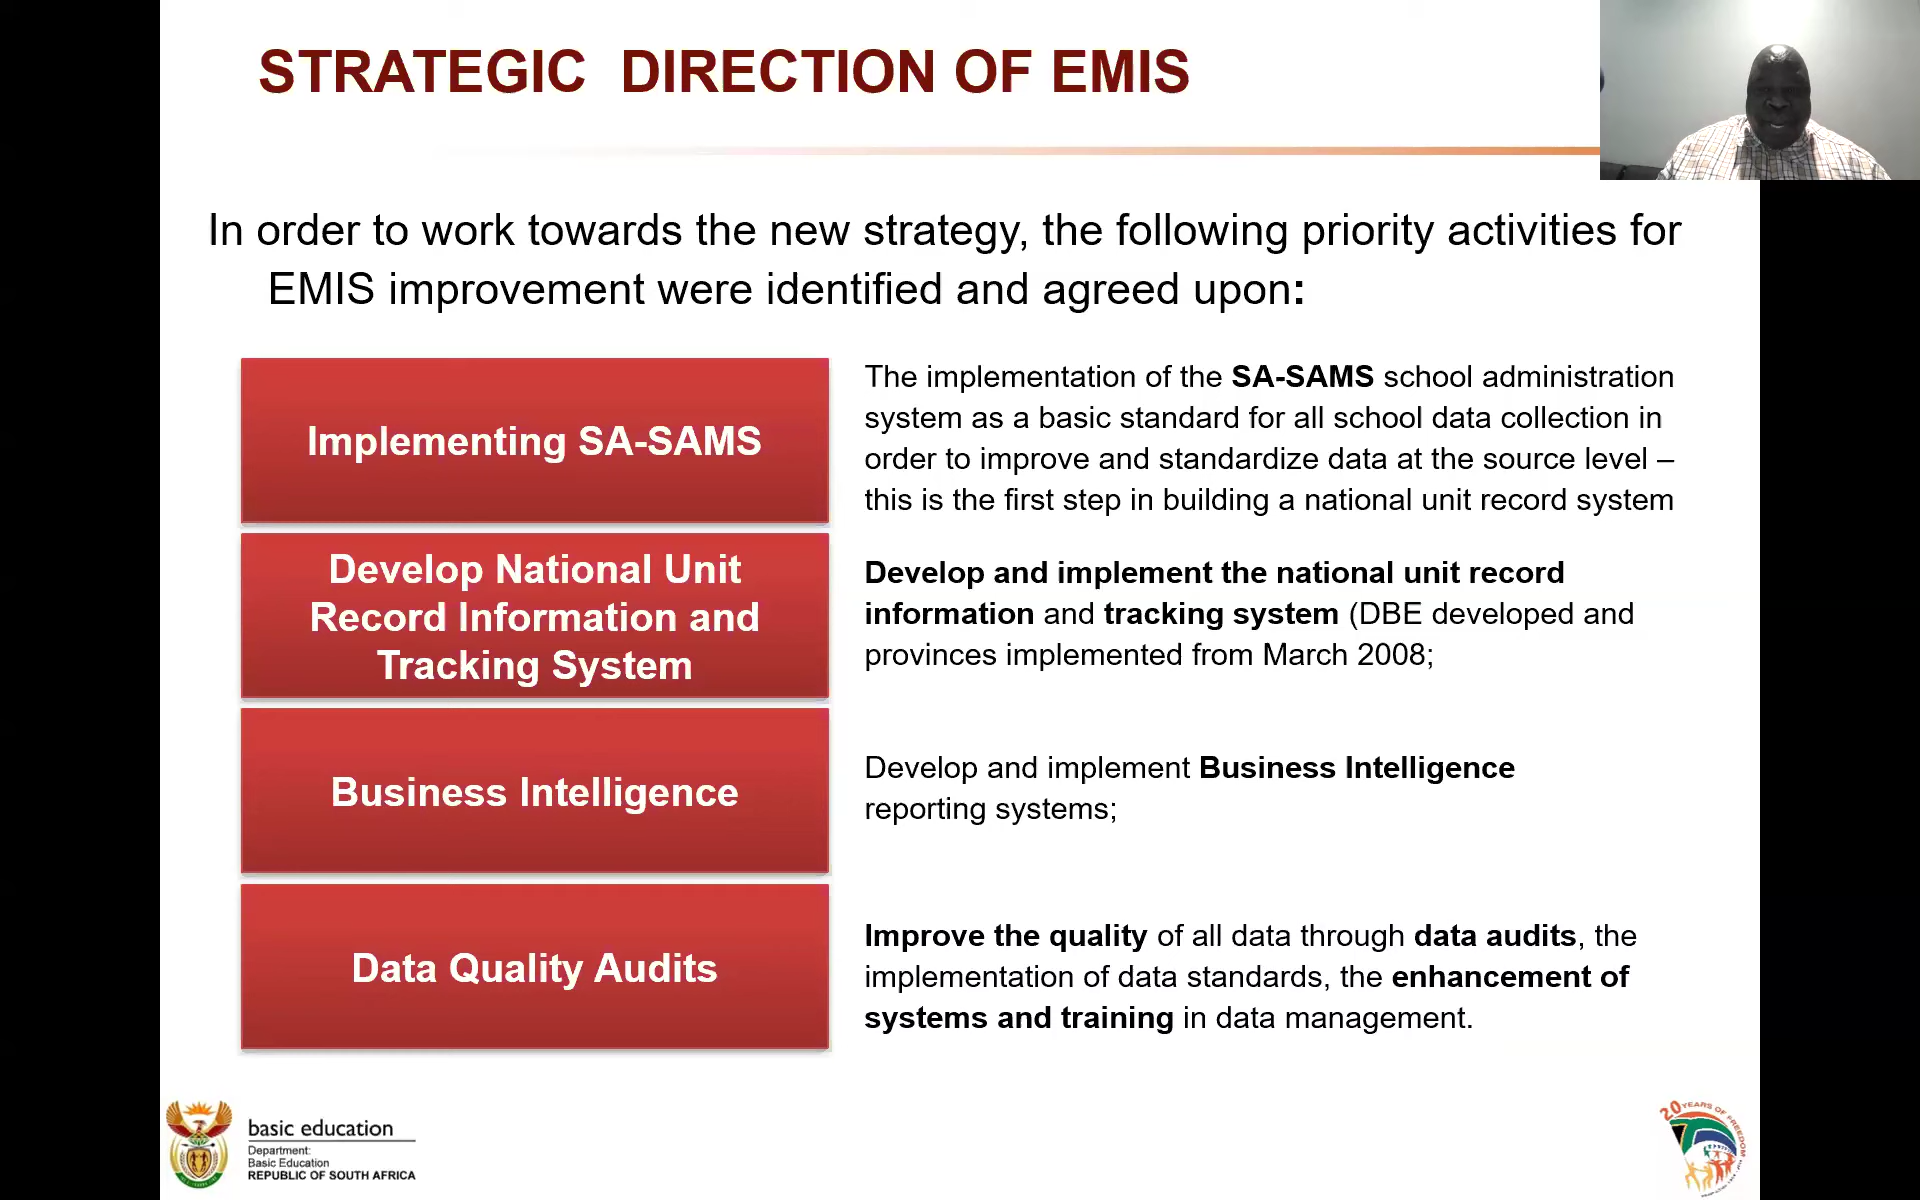 STRATEGIC DIRECTION OF EMIS
In order to work towards the new strategy, the following priority activities for
EMIS improvement were identified and agreed upon:
Implementing SA-SAMS
The implementation of the SA-SAMS school administration
system as a basic standard for all school data collection in
order to improve and standardize data at the source level –
this is the first step in building a national unit record system
Develop National Unit
Record Information and
Tracking System
Develop and implement the national unit record
information and tracking system (DBE developed and
provinces implemented from March 2008;
Business Intelligence
Develop and implement Business Intelligence
reporting systems;
Data Quality Audits
Improve the quality of all data through data audits, the
implementation of data standards, the enhancement of
systems and training in data management.
basic education
Department:
Basic Education
REPUBLIC OF SOUTH AFRICA
20 YEARS OF FREEDOM